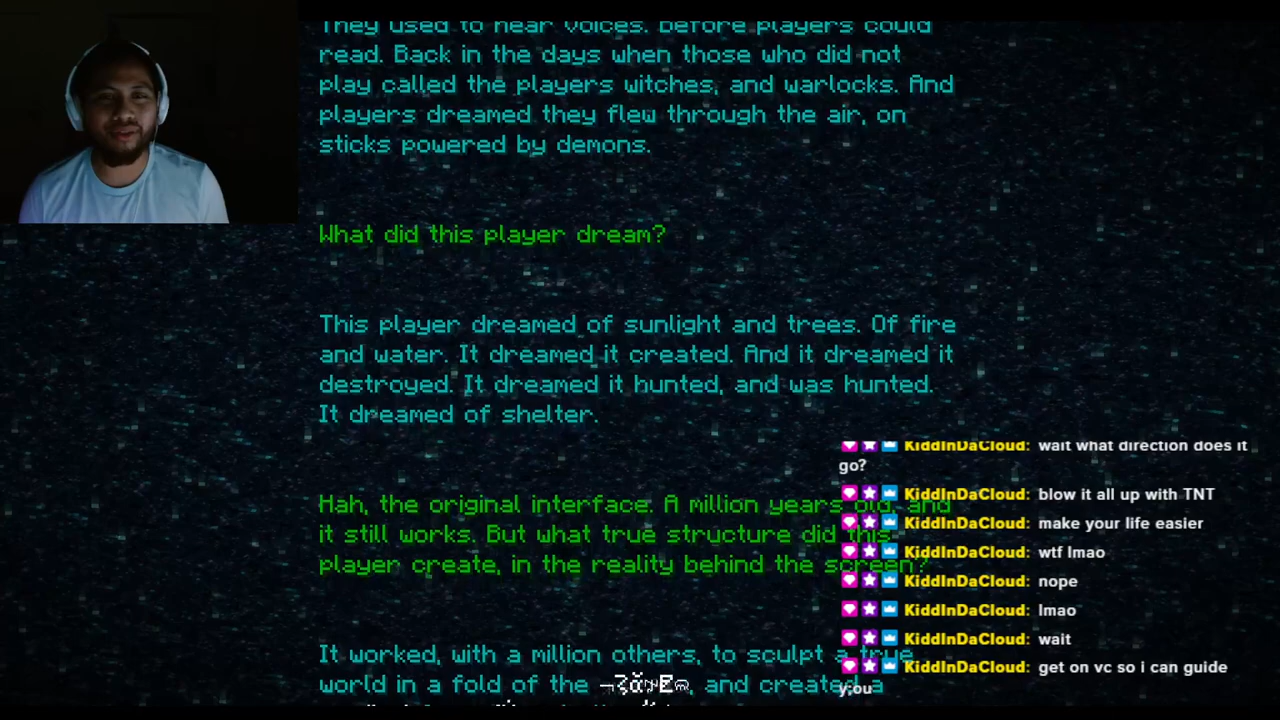 They used to hear voices. Before players could
read. Back in the days when those who did not
play called the players witches, and warlocks. And
players dreamed they flew through the air, on
sticks powered by demons.
What did this player dream?
This player dreamed of sunlight and trees. Of fire
and water. It dreamed it created. And it dreamed it
destroyed. It dreamed it hunted, and was hunted.
It dreamed of shelter.
Hah, the original interface. A million years old, and
it still works. But what true structure did this
player create, in the reality behind the screen?
It worked, with a million others, to sculpt a true
world in a fold of the , and created a
KiddInDaCloud: wait what direction does it
go?
KiddInDaCloud: blow it all up with TNT
KiddInDaCloud: make your life easier
KiddInDaCloud: wtf lmao
KiddInDaCloud: nope
KiddInDaCloud: lmao
KiddInDaCloud: wait
KiddInDaCloud: get on vc so i can guide
y;ou